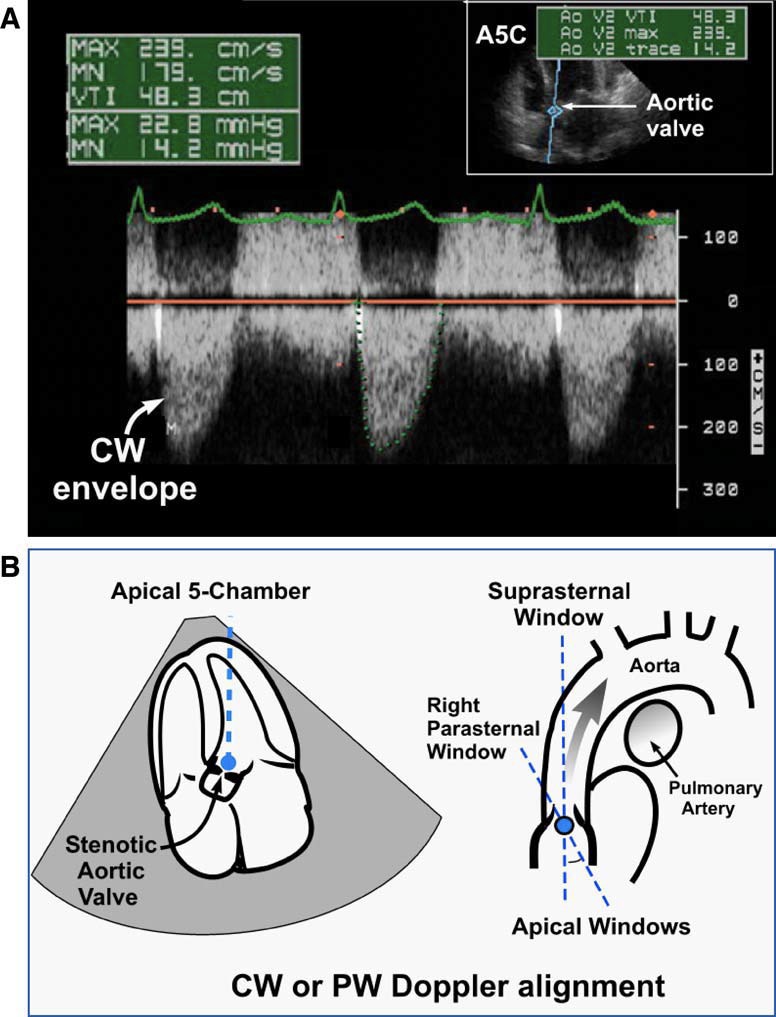 A
MAX 239. cm/s
MN 179. cm/s
VTI 48.3 cm
MAX 22.8 mmHg
MN 14.2 mmHg
A5C
Ao V2 VTI 48.3
Ao V2 max 239.
Ao V2 trace 14.2
Aortic
valve
100
0
100
200
300
+CM/S!
M
CW
envelope
B
Apical 5-Chamber
Stenotic
Aortic
Valve
Suprasternal
Window
Aorta
Right
Parasternal
Window
Pulmonary
Artery
Apical Windows
CW or PW Doppler alignment